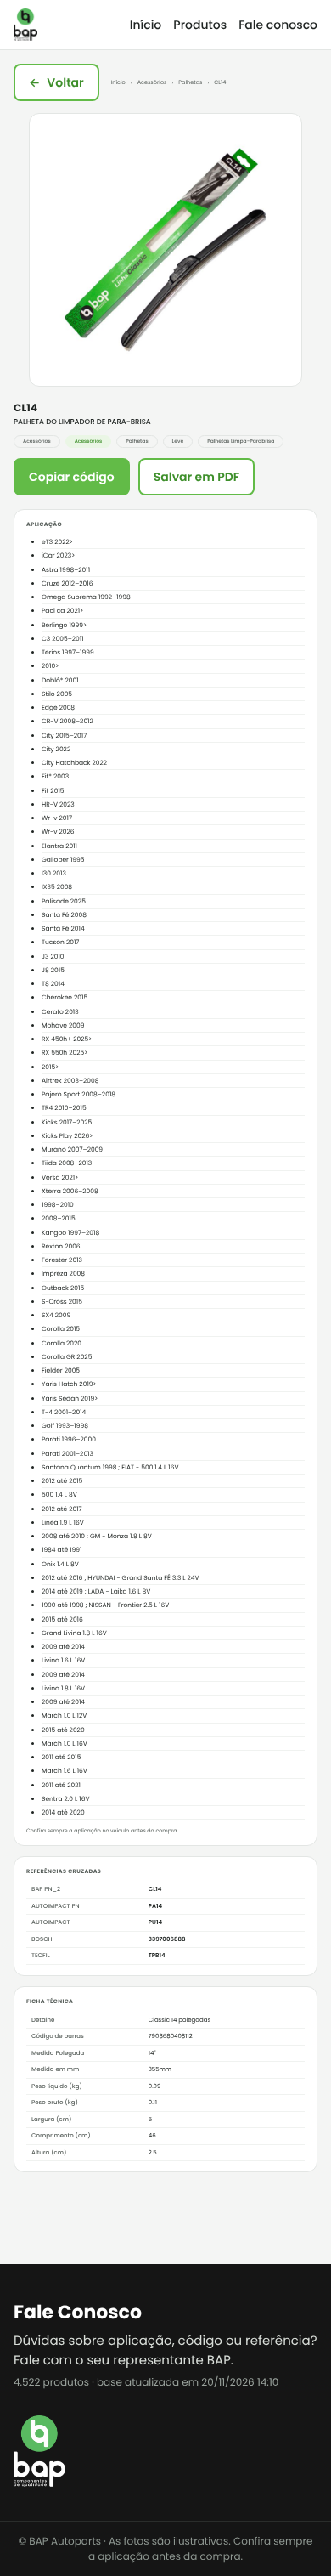 bap
Início Produtos Fale conosco
← Voltar
Início › Acessórios › Palhetas › CL14
CL14
Linha Clássic
bap
CL14
PALHETA DO LIMPADOR DE PARA-BRISA
Acessórios Acessórios Palhetas Leve Palhetas Limpa-Parabrisa
Copiar código Salvar em PDF
APLICAÇÃO
eT3 2022>
iCar 2023>
Astra 1998–2011
Cruze 2012–2016
Omega Suprema 1992–1998
Paci ca 2021>
Berlingo 1999>
C3 2005–2011
Terios 1997–1999
2010>
Dobló* 2001
Stilo 2005
Edge 2008
CR-V 2008–2012
City 2015–2017
City 2022
City Hatchback 2022
Fit* 2003
Fit 2015
HR-V 2023
Wr-v 2017
Wr-v 2026
Elantra 2011
Galloper 1995
I30 2013
IX35 2008
Palisade 2025
Santa Fé 2008
Santa Fé 2014
Tucson 2017
J3 2010
J8 2015
T8 2014
Cherokee 2015
Cerato 2013
Mohave 2009
RX 450h+ 2025>
RX 550h 2025>
2015>
Airtrek 2003–2008
Pajero Sport 2008–2018
TR4 2010–2015
Kicks 2017–2025
Kicks Play 2026>
Murano 2007–2009
Tiida 2008–2013
Versa 2021>
Xterra 2006–2008
1998–2010
2008–2015
Kangoo 1997–2018
Rexton 2006
Forester 2013
Impreza 2008
Outback 2015
S-Cross 2015
SX4 2009
Corolla 2015
Corolla 2020
Corolla GR 2025
Fielder 2005
Yaris Hatch 2019>
Yaris Sedan 2019>
T-4 2001–2014
Golf 1993–1998
Parati 1996–2000
Parati 2001–2013
Santana Quantum 1998 ; FIAT - 500 1.4 L 16V
2012 até 2015
500 1.4 L 8V
2012 até 2017
Linea 1.9 L 16V
2008 até 2010 ; GM - Monza 1.8 L 8V
1984 até 1991
Onix 1.4 L 8V
2012 até 2016 ; HYUNDAI - Grand Santa FÉ 3.3 L 24V
2014 até 2019 ; LADA - Laika 1.6 L 8V
1990 até 1998 ; NISSAN - Frontier 2.5 L 16V
2015 até 2016
Grand Livina 1.8 L 16V
2009 até 2014
Livina 1.6 L 16V
2009 até 2014
Livina 1.8 L 16V
2009 até 2014
March 1.0 L 12V
2015 até 2020
March 1.0 L 16V
2011 até 2015
March 1.6 L 16V
2011 até 2021
Sentra 2.0 L 16V
2014 até 2020
Confira sempre a aplicação no veículo antes da compra.
REFERÊNCIAS CRUZADAS
BAP PN_2 CL14
AUTOIMPACT PN PA14
AUTOIMPACT PU14
BOSCH 3397006888
TECFIL TPB14
FICHA TÉCNICA
Detalhe Classic 14 polegadas
Código de barras 7908680408112
Medida Polegada 14"
Medida em mm 355mm
Peso líquido (kg) 0.09
Peso bruto (kg) 0.11
Largura (cm) 5
Comprimento (cm) 46
Altura (cm) 2.5
Fale Conosco
Dúvidas sobre aplicação, código ou referência?
Fale com o seu representante BAP.
4.522 produtos · base atualizada em 20/11/2026 14:10
bap
componentes
de qualidade
© BAP Autoparts · As fotos são ilustrativas. Confira sempre
a aplicação antes da compra.